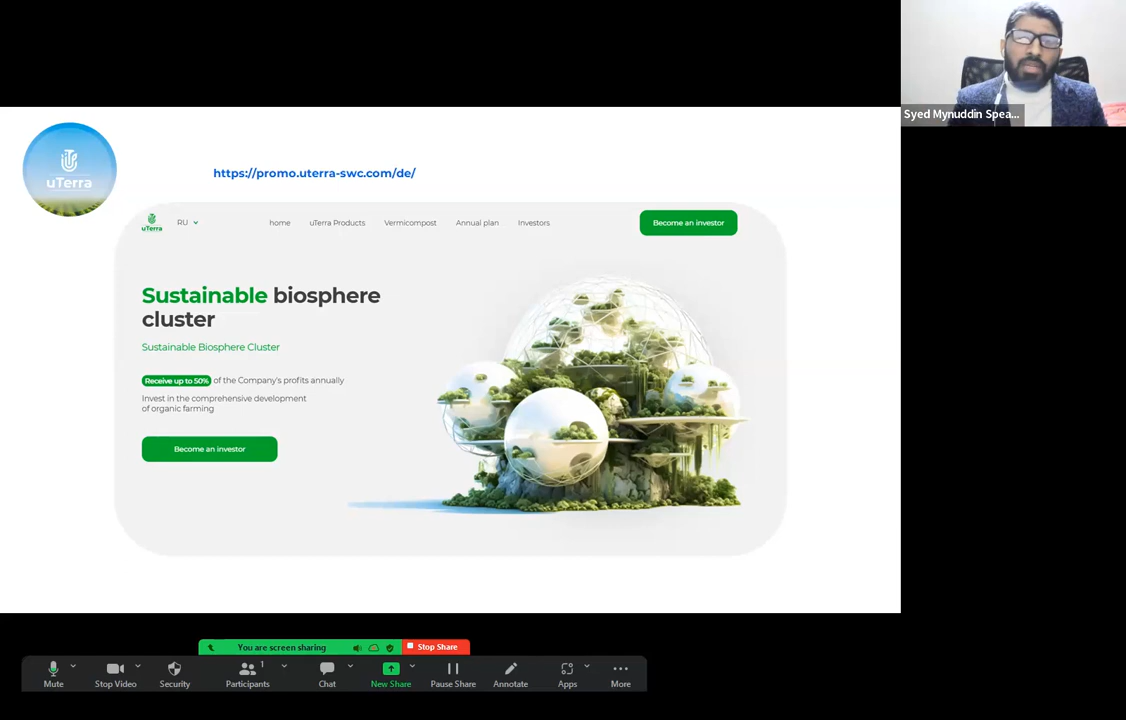 Syed Mynuddin Spea...
uTerra
https://promo.uterra-swc.com/de/
uTerra
RU
home
uTerra Products
Vermicompost
Annual plan
Investors
Become an investor
Sustainable biosphere
cluster
Sustainable Biosphere Cluster
Receive up to 50% of the Company's profits annually
Invest in the comprehensive development
of organic farming
Become an investor
You are screen sharing
Stop Share
Mute
Stop Video
Security
Participants
1
Chat
New Share
Pause Share
Annotate
Apps
More